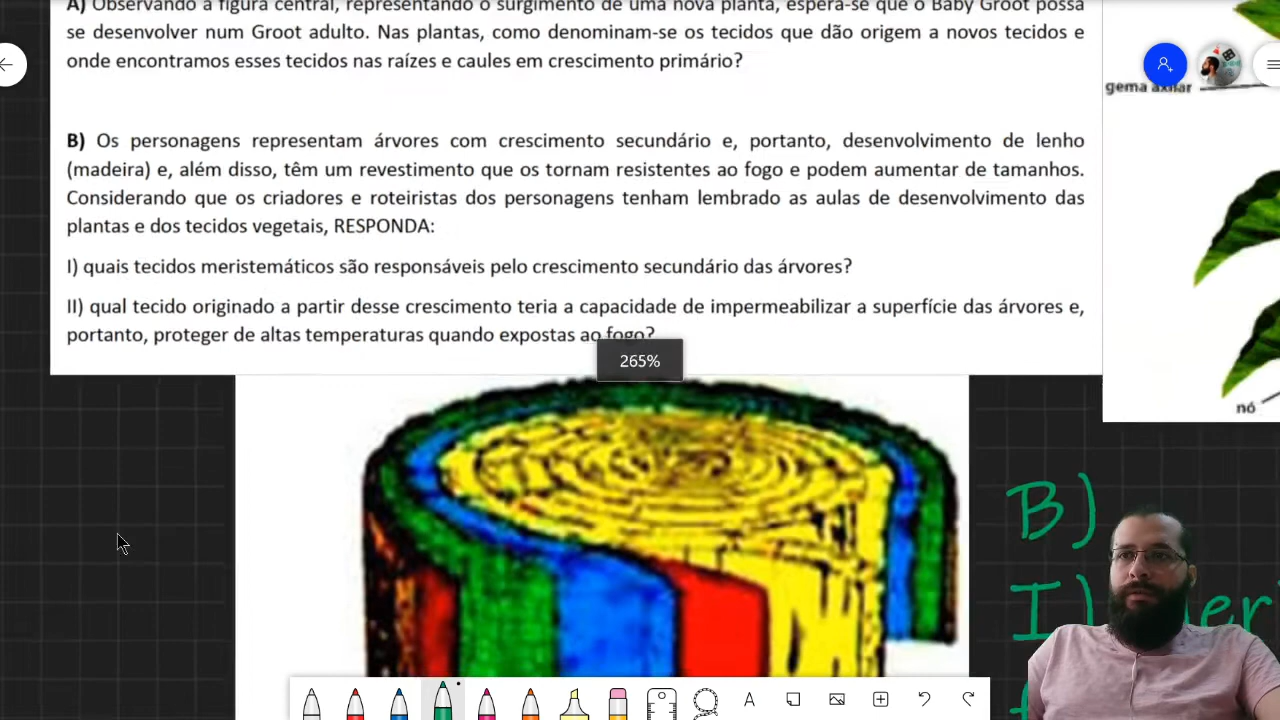 A) Observando a figura central, representando o surgimento de uma nova planta, espera-se que o Baby Groot possa
se desenvolver num Groot adulto. Nas plantas, como denominam-se os tecidos que dão origem a novos tecidos e
onde encontramos esses tecidos nas raízes e caules em crescimento primário?
B) Os personagens representam árvores com crescimento secundário e, portanto, desenvolvimento de lenho
(madeira) e, além disso, têm um revestimento que os tornam resistentes ao fogo e podem aumentar de tamanhos.
Considerando que os criadores e roteiristas dos personagens tenham lembrado as aulas de desenvolvimento das
plantas e dos tecidos vegetais, RESPONDA:
I) quais tecidos meristemáticos são responsáveis pelo crescimento secundário das árvores?
II) qual tecido originado a partir desse crescimento teria a capacidade de impermeabilizar a superfície das árvores e,
portanto, proteger de altas temperaturas quando expostas ao fogo?
265%
gema axilar
nó
B)
I)
A